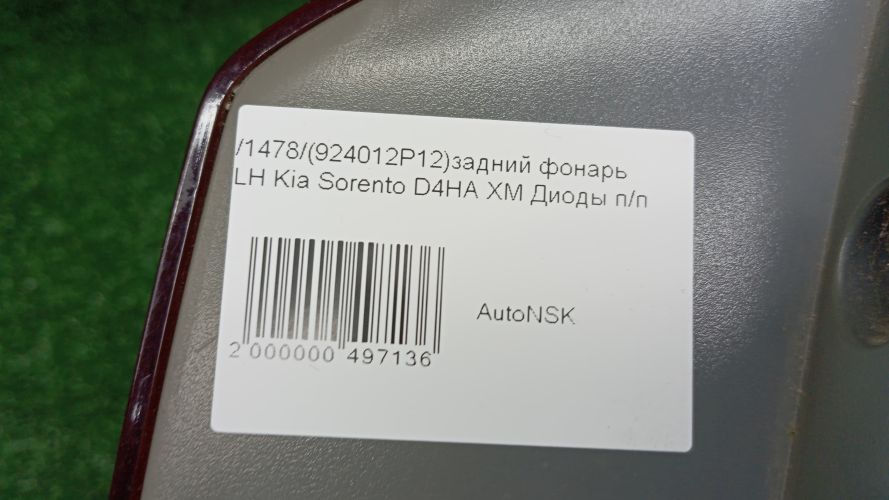 /1478/(924012P12)задний фонарь
LH Kia Sorento D4HA XM Диоды п/п
AutoNSK
2 000000 497136